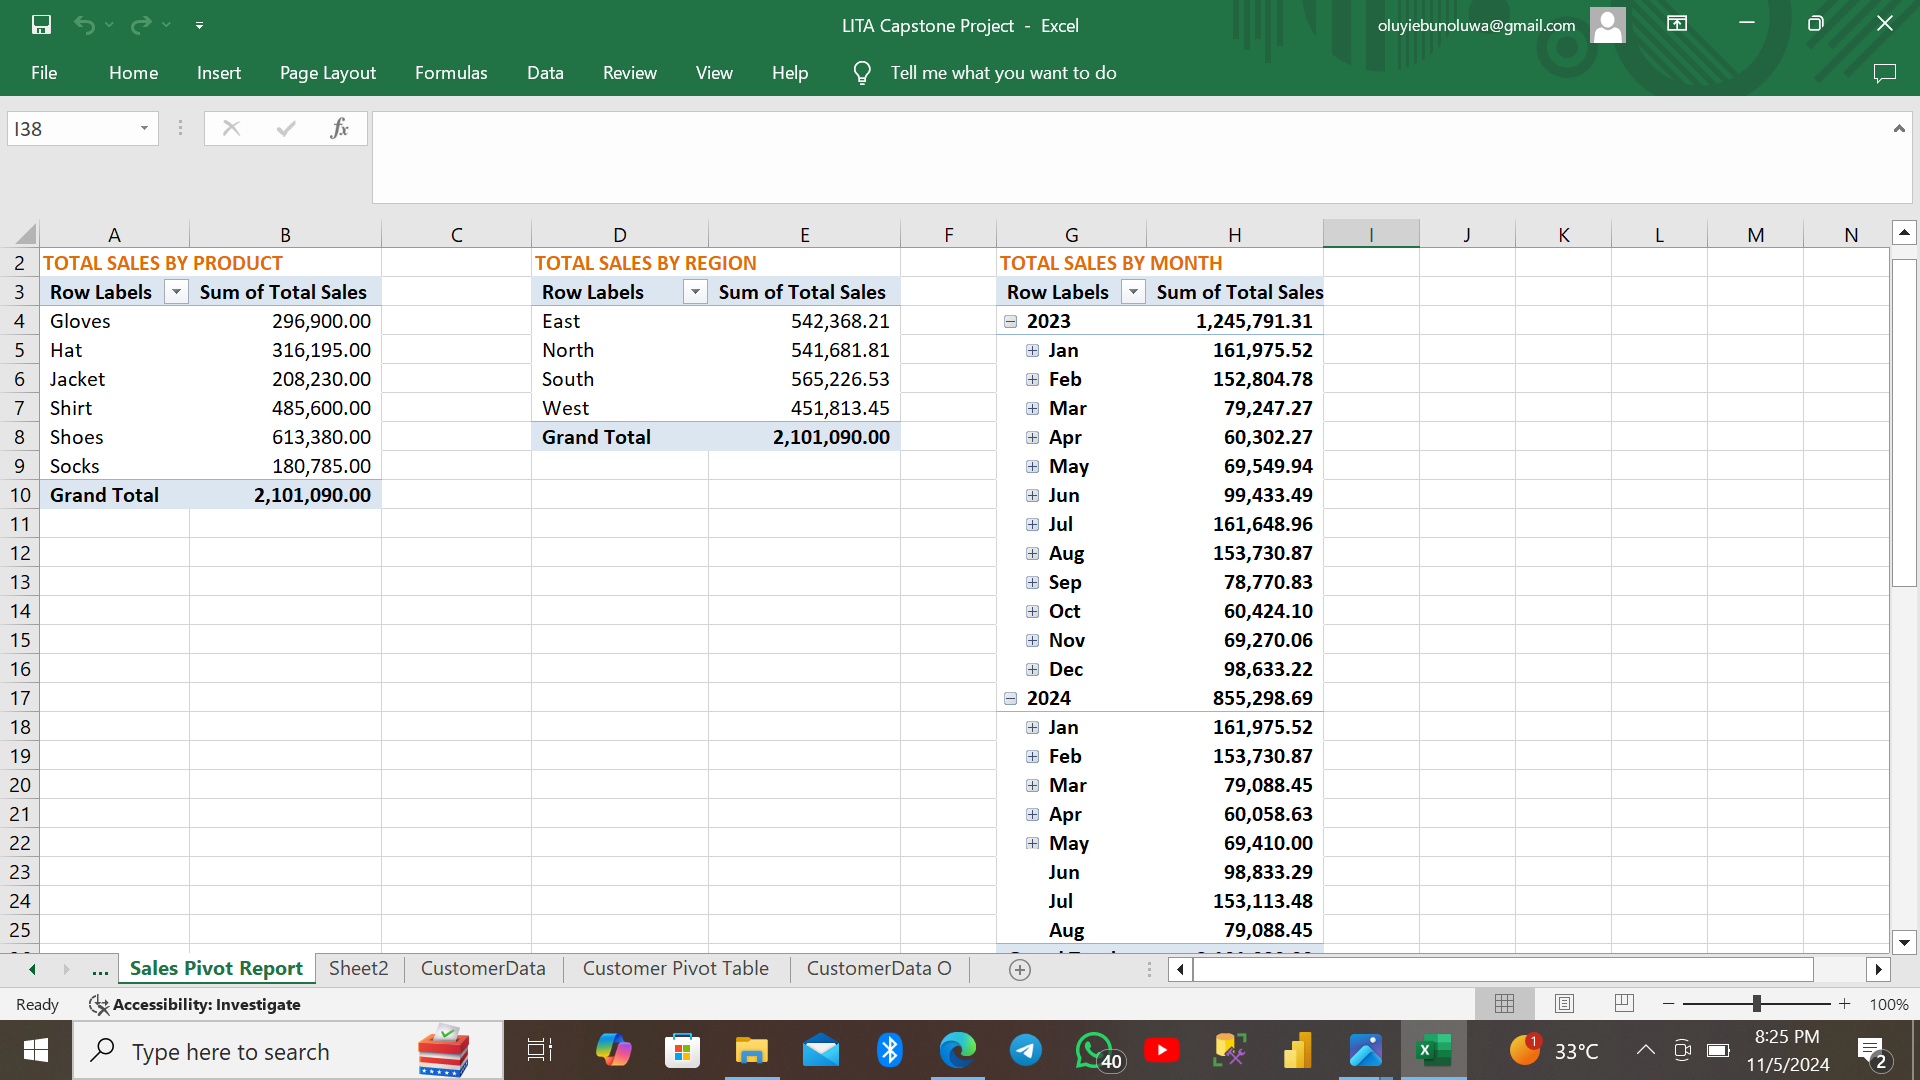 LITA Capstone Project - Excel
oluyiebunoluwa@gmail.com
File Home Insert Page Layout Formulas Data Review View Help Tell me what you want to do
I38 fx
A B C D E F G H I J K L M N
2 TOTAL SALES BY PRODUCT TOTAL SALES BY REGION TOTAL SALES BY MONTH
3 Row Labels Sum of Total Sales Row Labels Sum of Total Sales Row Labels Sum of Total Sales
4 Gloves 296,900.00 East 542,368.21 2023 1,245,791.31
5 Hat 316,195.00 North 541,681.81 Jan 161,975.52
6 Jacket 208,230.00 South 565,226.53 Feb 152,804.78
7 Shirt 485,600.00 West 451,813.45 Mar 79,247.27
8 Shoes 613,380.00 Grand Total 2,101,090.00 Apr 60,302.27
9 Socks 180,785.00 May 69,549.94
10 Grand Total 2,101,090.00 Jun 99,433.49
11 Jul 161,648.96
12 Aug 153,730.87
13 Sep 78,770.83
14 Oct 60,424.10
15 Nov 69,270.06
16 Dec 98,633.22
17 2024 855,298.69
18 Jan 161,975.52
19 Feb 153,730.87
20 Mar 79,088.45
21 Apr 60,058.63
22 May 69,410.00
23 Jun 98,833.29
24 Jul 153,113.48
25 Aug 79,088.45
... Sales Pivot Report Sheet2 CustomerData Customer Pivot Table CustomerData O
Ready Accessibility: Investigate 100%
Type here to search 40 1 33°C 8:25 PM
11/5/2024 2